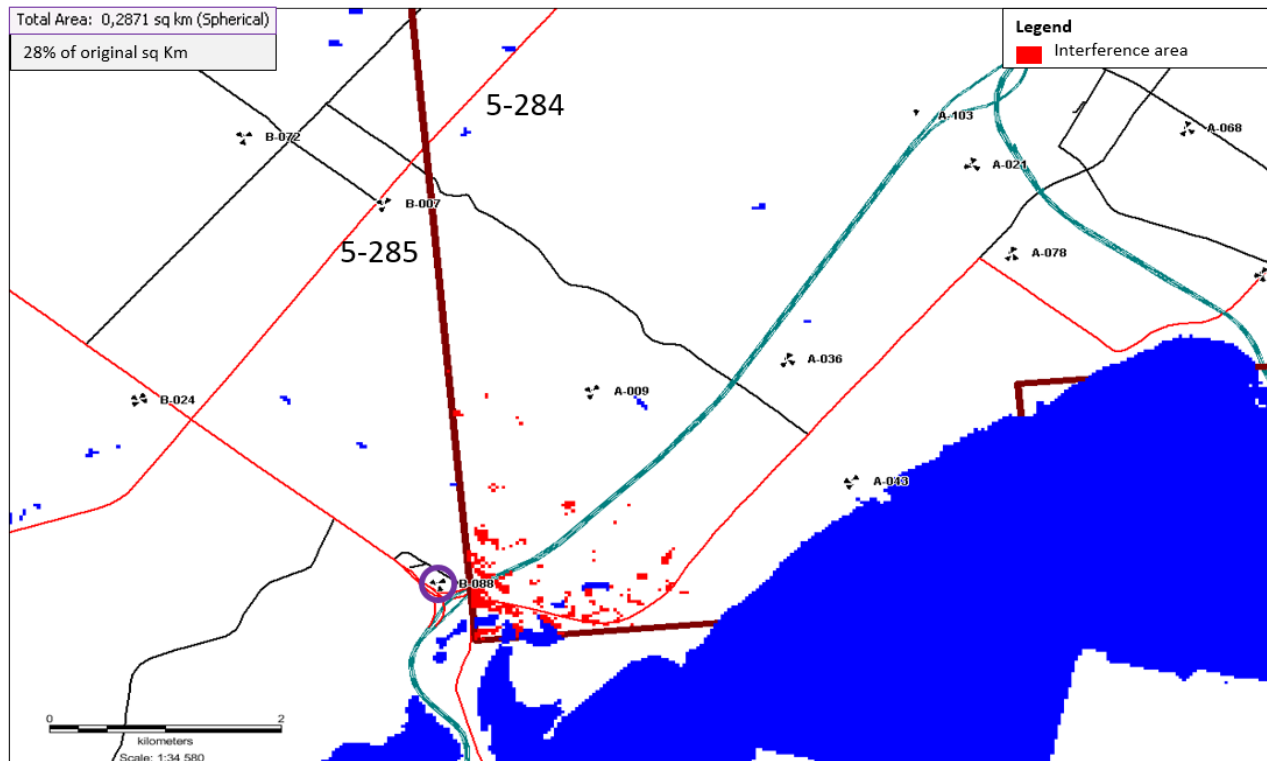 Total Area: 0,2871 sq km (Spherical)
28% of original sq Km
Legend
Interference area
5-284
A-103
B-072
A-068
A-021
B-007
5-285
A-078
A-036
A-009
B-024
A-043
B-088
0 2
kilometers
Scale: 1:34 580